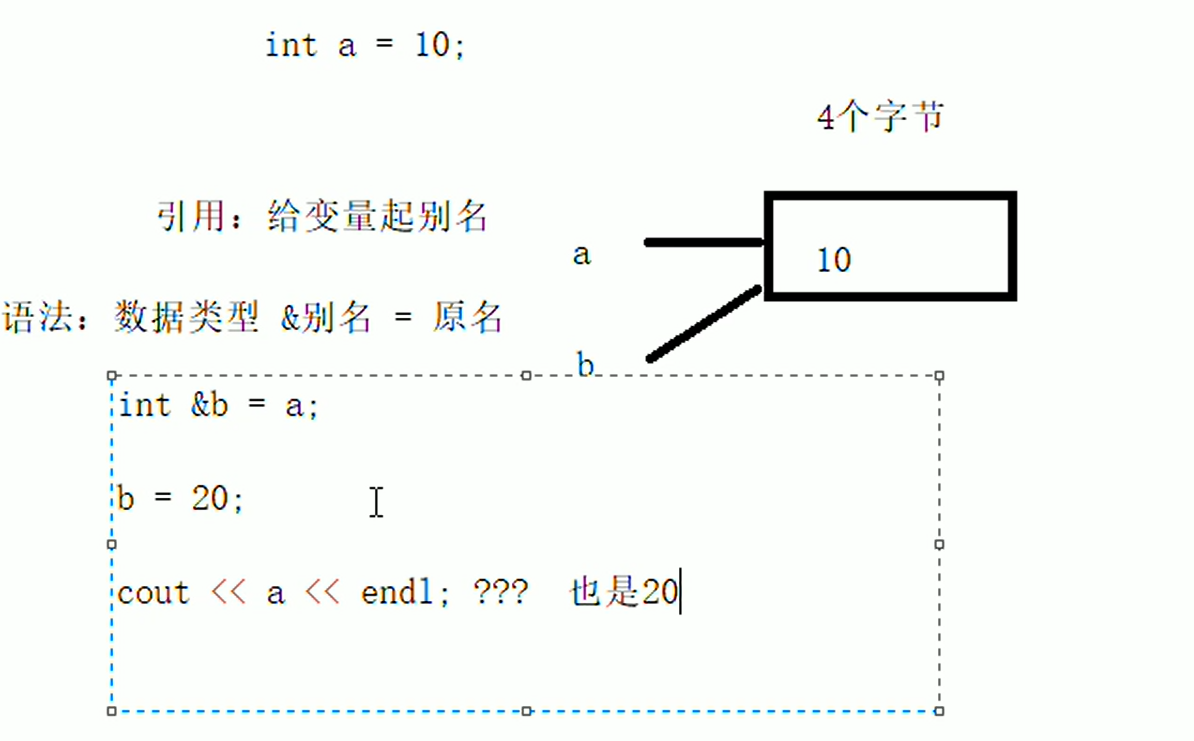 int a = 10;
4个字节
引用：给变量起别名
a
10
语法：数据类型 &别名 = 原名
b
int &b = a;
b = 20;
cout << a << endl; ??? 也是20